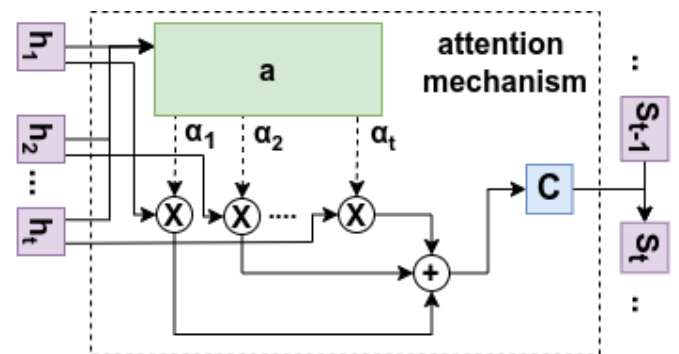 h1
h2
...
ht
a
attention
mechanism
α1
α2
αt
X
X
....
X
+
C
..
St-1
St
..